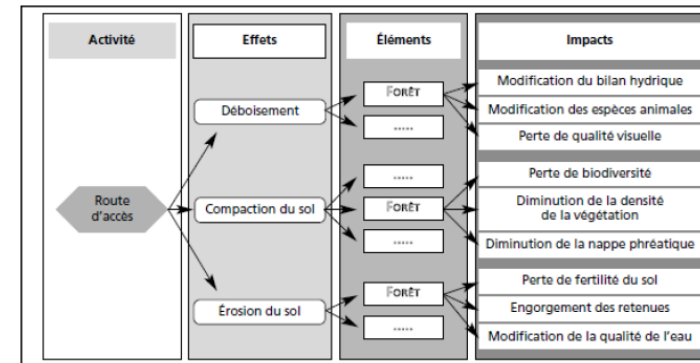 Activité
Effets
Éléments
Impacts
Route
d'accès
Déboisement
FORÊT
.....
Modification du bilan hydrique
Modification des espèces animales
Perte de qualité visuelle
Compaction du sol
.....
FORÊT
.....
Perte de biodiversité
Diminution de la densité
de la végétation
Diminution de la nappe phréatique
Érosion du sol
FORÊT
.....
Perte de fertilité du sol
Engorgement des retenues
Modification de la qualité de l'eau